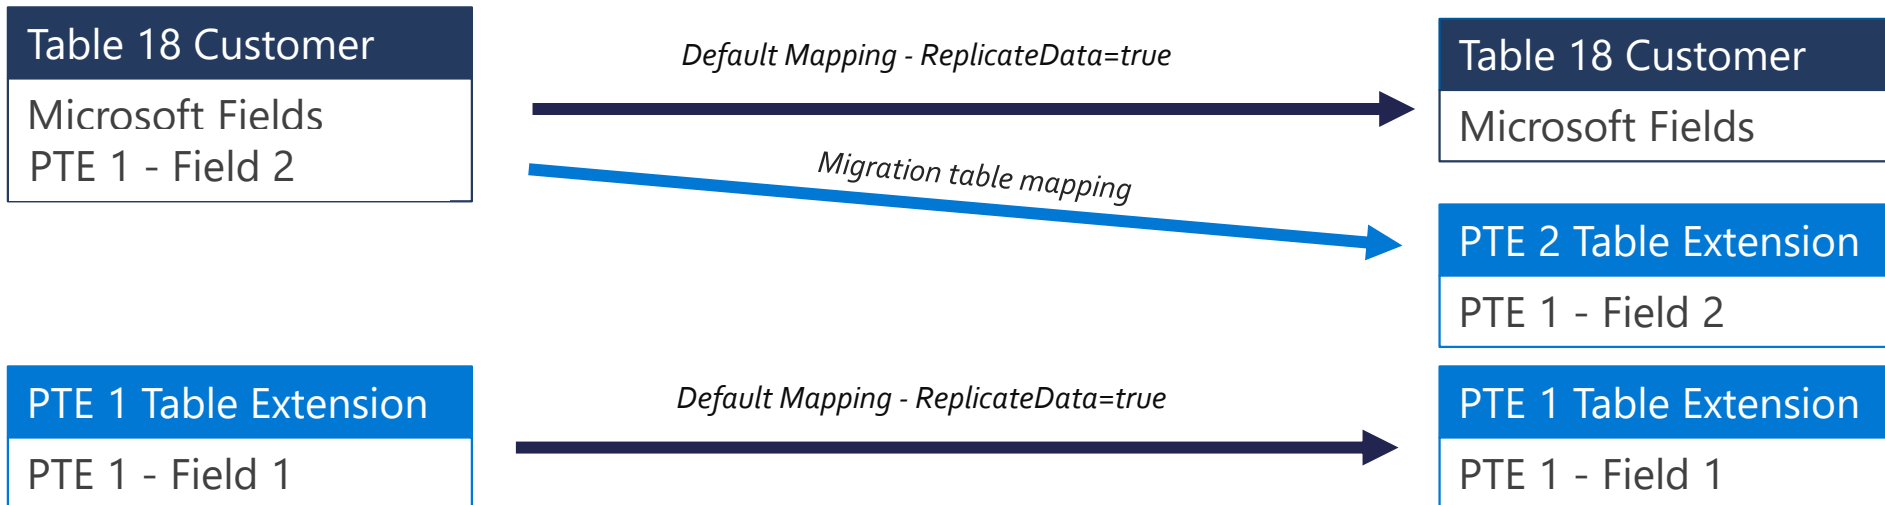 Table 18 Customer
Microsoft Fields
PTE 1 - Field 2
Default Mapping - ReplicateData=true
Migration table mapping
Table 18 Customer
Microsoft Fields
PTE 2 Table Extension
PTE 1 - Field 2
PTE 1 Table Extension
PTE 1 - Field 1
Default Mapping - ReplicateData=true
PTE 1 Table Extension
PTE 1 - Field 1